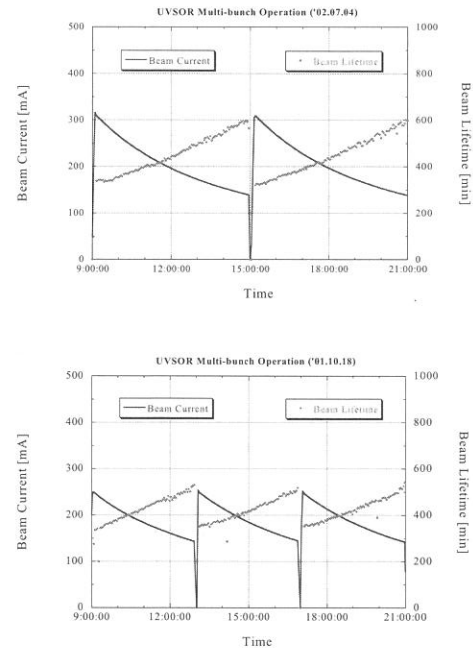 UVSOR Multi-bunch Operation ('02.07.04)
500
400
300
200
100
0
Beam Current [mA]
Beam Current
Beam Lifetime
1000
800
600
400
200
0
Beam Lifetime [min]
9:00:00 12:00:00 15:00:00 18:00:00 21:00:00
Time
UVSOR Multi-bunch Operation ('01.10.18)
500
400
300
200
100
0
Beam Current [mA]
Beam Current
Beam Lifetime
1000
800
600
400
200
0
Beam Lifetime [min]
9:00:00 12:00:00 15:00:00 18:00:00 21:00:00
Time